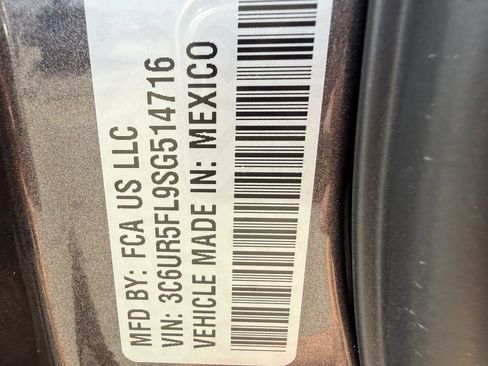 MFD BY: FCA US LLC
VIN: 3C6UR5FL9SG514716
VEHICLE MADE IN: MEXICO